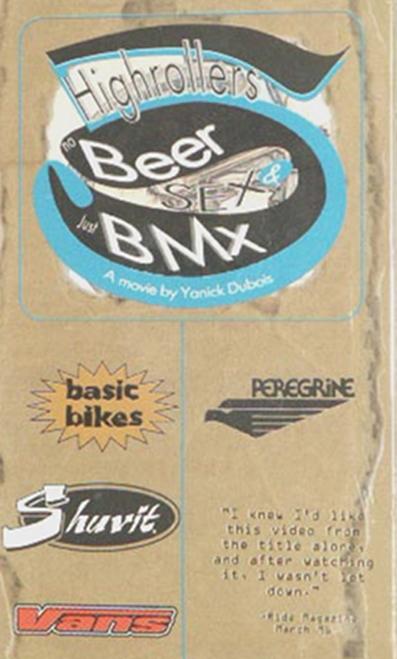 Highrollers
no Beer
SEX &
Just BMX
A movie by Yanick Dubois
basic
bikes
PEREGRINE
Shuvit.
Vans
"I knew I'd like
this video from
the title alone,
and after watching
it, I wasn't let
down."
-Ride Magazine
March 96